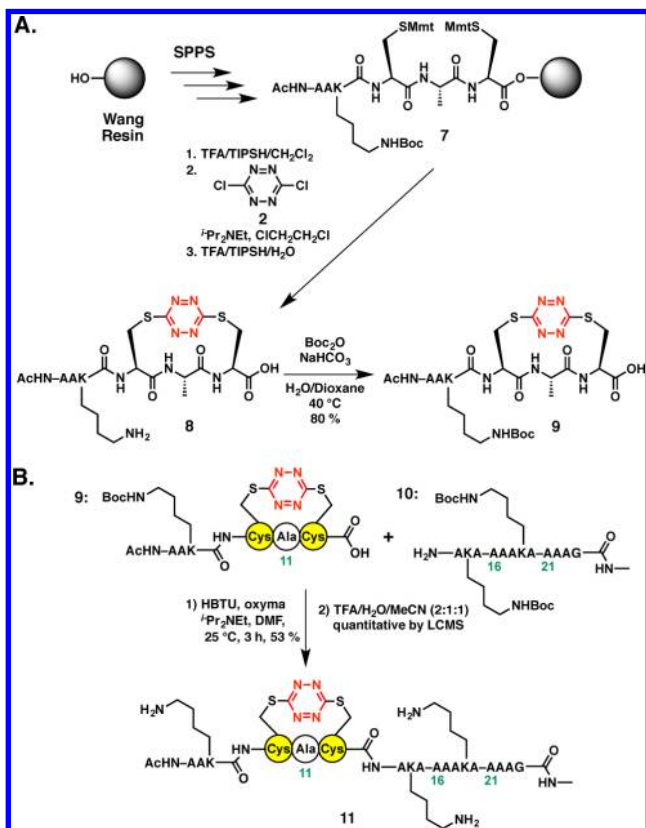 A.
SPPS
HO
Wang
Resin
SMmt
MmtS
AcHN-AAK
O
N
H
O
H
N
O
N
H
O
O
NHBoc
7
1. TFA/TIPSH/CH2Cl2
2.
N=N
Cl
Cl
N=N
2
iPr2NEt, ClCH2CH2Cl
3. TFA/TIPSH/H2O
N=N
S
S
N=N
AcHN-AAK
O
N
H
O
H
N
O
N
H
OH
O
NH2
8
Boc2O
NaHCO3
H2O/Dioxane
40 °C
80 %
N=N
S
S
N=N
AcHN-AAK
O
N
H
O
H
N
O
N
H
OH
O
NHBoc
9
B.
9:
BocHN
N=N
S
S
N=N
AcHN-AAK
O
HN
Cys
Ala
Cys
O
OH
11
+
10:
BocHN
H2N-AKA-AAAKA-AAAG
16
21
O
HN
NHBoc
1) HBTU, oxyma
iPr2NEt, DMF,
25 °C, 3 h, 53 %
2) TFA/H2O/MeCN (2:1:1)
quantitative by LCMS
H2N
N=N
S
S
N=N
AcHN-AAK
O
HN
Cys
Ala
Cys
O
11
H2N
HN-AKA-AAAKA-AAAG
16
21
O
HN
NH2
11